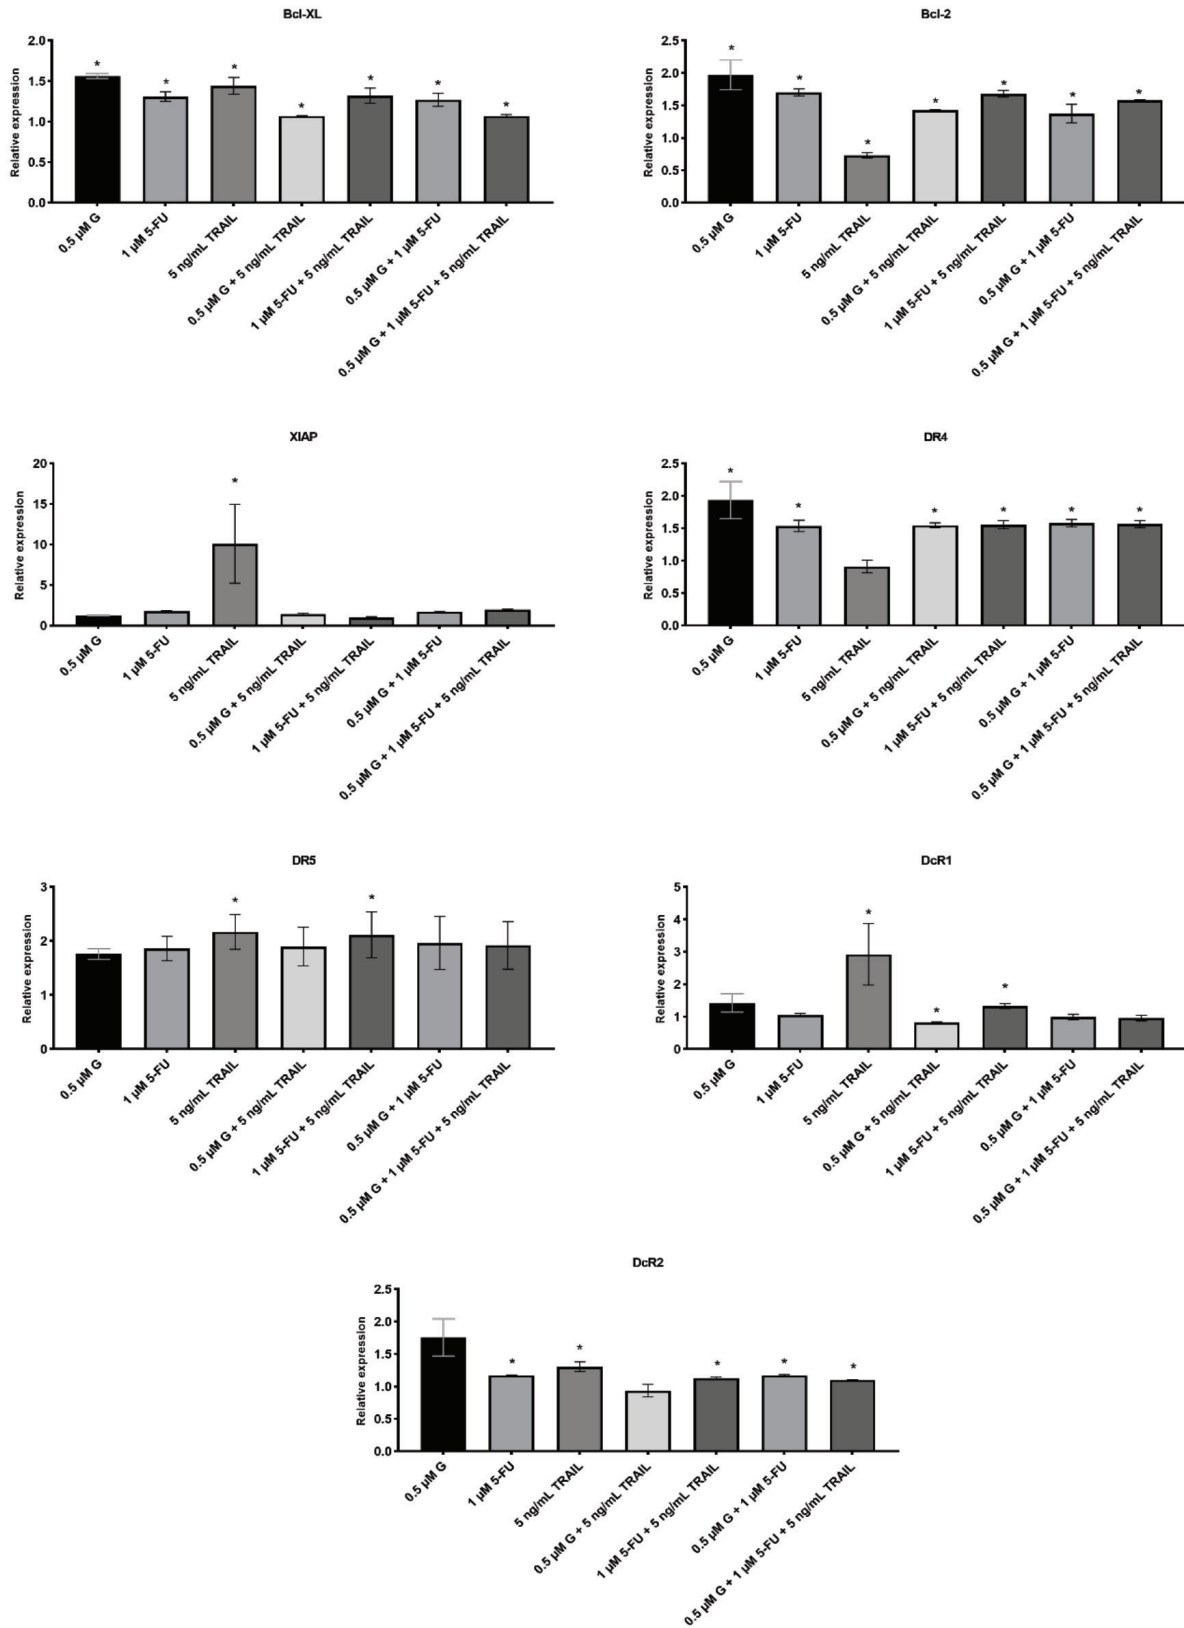 Bcl-XL
Relative expression
2.0
1.5
1.0
0.5
0.0
*
*
*
*
*
*
*
0.5 µM G
1 µM 5-FU
5 ng/mL TRAIL
0.5 µM G + 5 ng/mL TRAIL
1 µM 5-FU + 5 ng/mL TRAIL
0.5 µM G + 1 µM 5-FU
0.5 µM G + 1 µM 5-FU + 5 ng/mL TRAIL
Bcl-2
Relative expression
2.5
2.0
1.5
1.0
0.5
0.0
*
*
*
*
*
*
*
0.5 µM G
1 µM 5-FU
5 ng/mL TRAIL
0.5 µM G + 5 ng/mL TRAIL
1 µM 5-FU + 5 ng/mL TRAIL
0.5 µM G + 1 µM 5-FU
0.5 µM G + 1 µM 5-FU + 5 ng/mL TRAIL
XIAP
Relative expression
20
15
10
5
0
*
0.5 µM G
1 µM 5-FU
5 ng/mL TRAIL
0.5 µM G + 5 ng/mL TRAIL
1 µM 5-FU + 5 ng/mL TRAIL
0.5 µM G + 1 µM 5-FU
0.5 µM G + 1 µM 5-FU + 5 ng/mL TRAIL
DR4
Relative expression
2.5
2.0
1.5
1.0
0.5
0.0
*
*
*
*
*
*
0.5 µM G
1 µM 5-FU
5 ng/mL TRAIL
0.5 µM G + 5 ng/mL TRAIL
1 µM 5-FU + 5 ng/mL TRAIL
0.5 µM G + 1 µM 5-FU
0.5 µM G + 1 µM 5-FU + 5 ng/mL TRAIL
DR5
Relative expression
3
2
1
0
*
*
0.5 µM G
1 µM 5-FU
5 ng/mL TRAIL
0.5 µM G + 5 ng/mL TRAIL
1 µM 5-FU + 5 ng/mL TRAIL
0.5 µM G + 1 µM 5-FU
0.5 µM G + 1 µM 5-FU + 5 ng/mL TRAIL
DcR1
Relative expression
5
4
3
2
1
0
*
*
*
0.5 µM G
1 µM 5-FU
5 ng/mL TRAIL
0.5 µM G + 5 ng/mL TRAIL
1 µM 5-FU + 5 ng/mL TRAIL
0.5 µM G + 1 µM 5-FU
0.5 µM G + 1 µM 5-FU + 5 ng/mL TRAIL
DcR2
Relative expression
2.5
2.0
1.5
1.0
0.5
0.0
*
*
*
*
*
0.5 µM G
1 µM 5-FU
5 ng/mL TRAIL
0.5 µM G + 5 ng/mL TRAIL
1 µM 5-FU + 5 ng/mL TRAIL
0.5 µM G + 1 µM 5-FU
0.5 µM G + 1 µM 5-FU + 5 ng/mL TRAIL